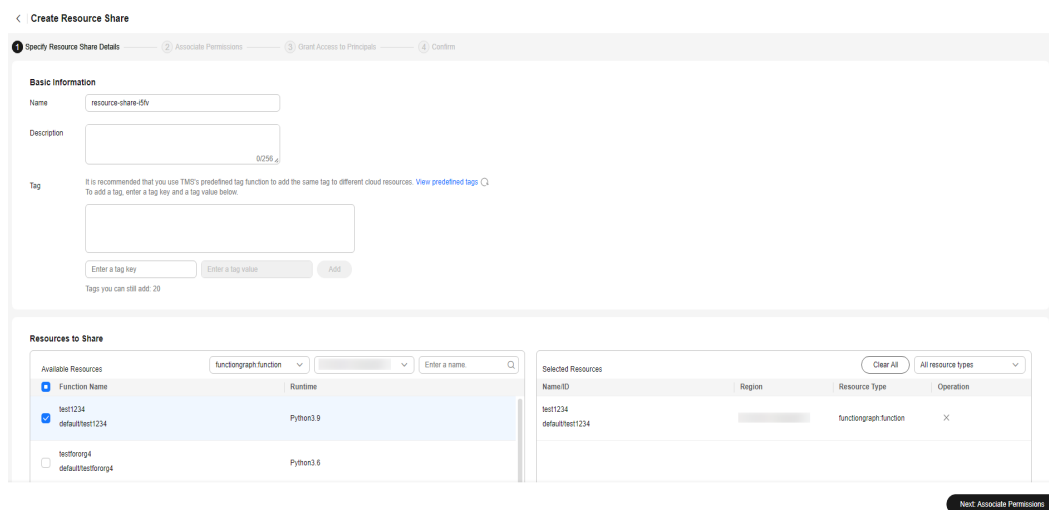 Create Resource Share
1 Specify Resource Share Details 2 Associate Permissions 3 Grant Access to Principals 4 Confirm
Basic Information
Name resource-share-i5fv
Description
0/256
Tag It is recommended that you use TMS's predefined tag function to add the same tag to different cloud resources. View predefined tags
To add a tag, enter a tag key and a tag value below.
Enter a tag key Enter a tag value Add
Tags you can still add: 20
Resources to Share
Available Resources functiongraph:function Enter a name.
Function Name Runtime
test1234
default/test1234
Python3.9
testfororg4
default/testfororg4
Python3.6
Selected Resources Clear All All resource types
Name/ID Region Resource Type Operation
test1234
default/test1234
functiongraph:function
Next: Associate Permissions